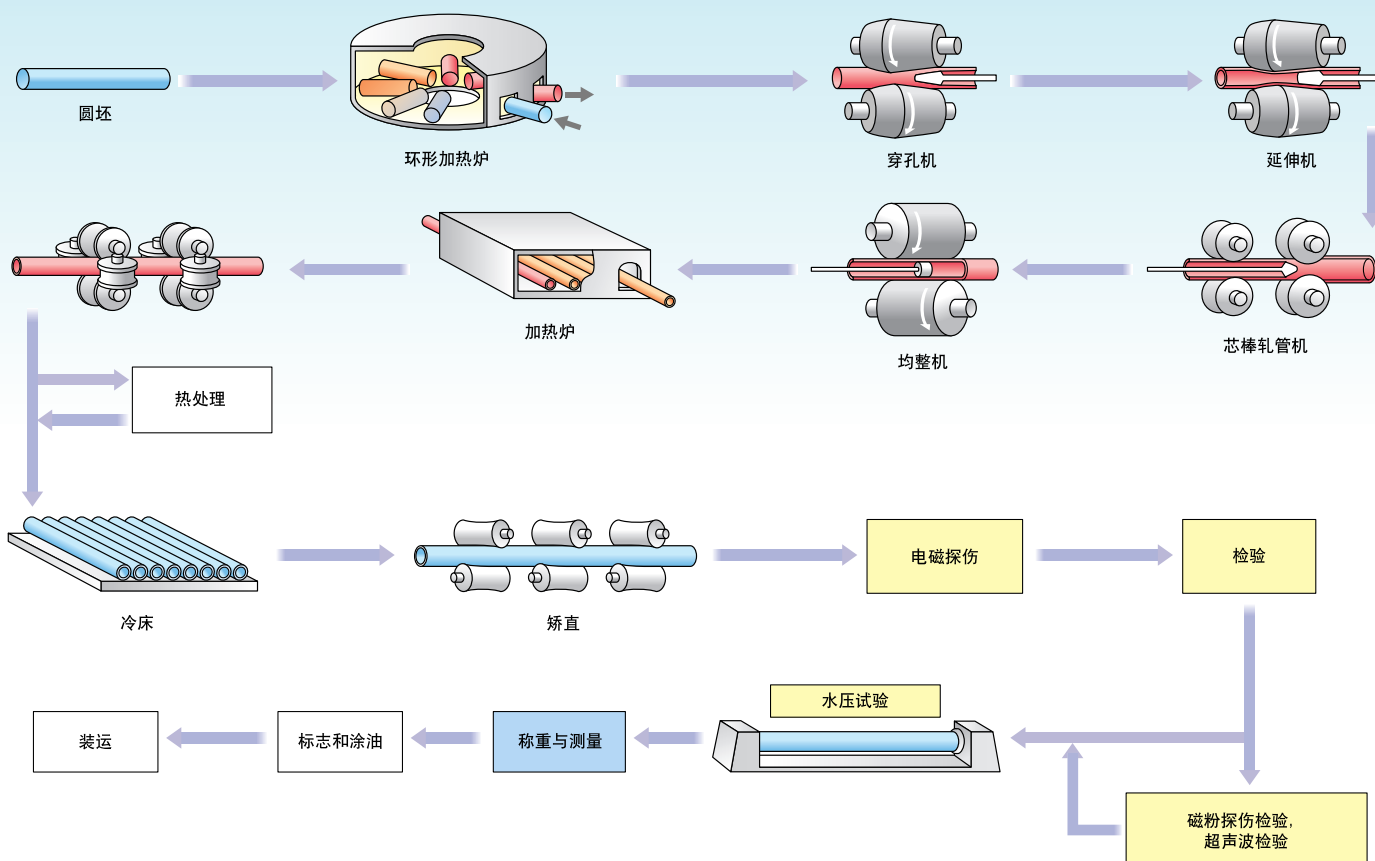 圆坯
环形加热炉
穿孔机
延伸机
加热炉
均整机
芯棒轧管机
热处理
冷床
矫直
电磁探伤
检验
水压试验
装运
标志和涂油
称重与测量
磁粉探伤检验，
超声波检验